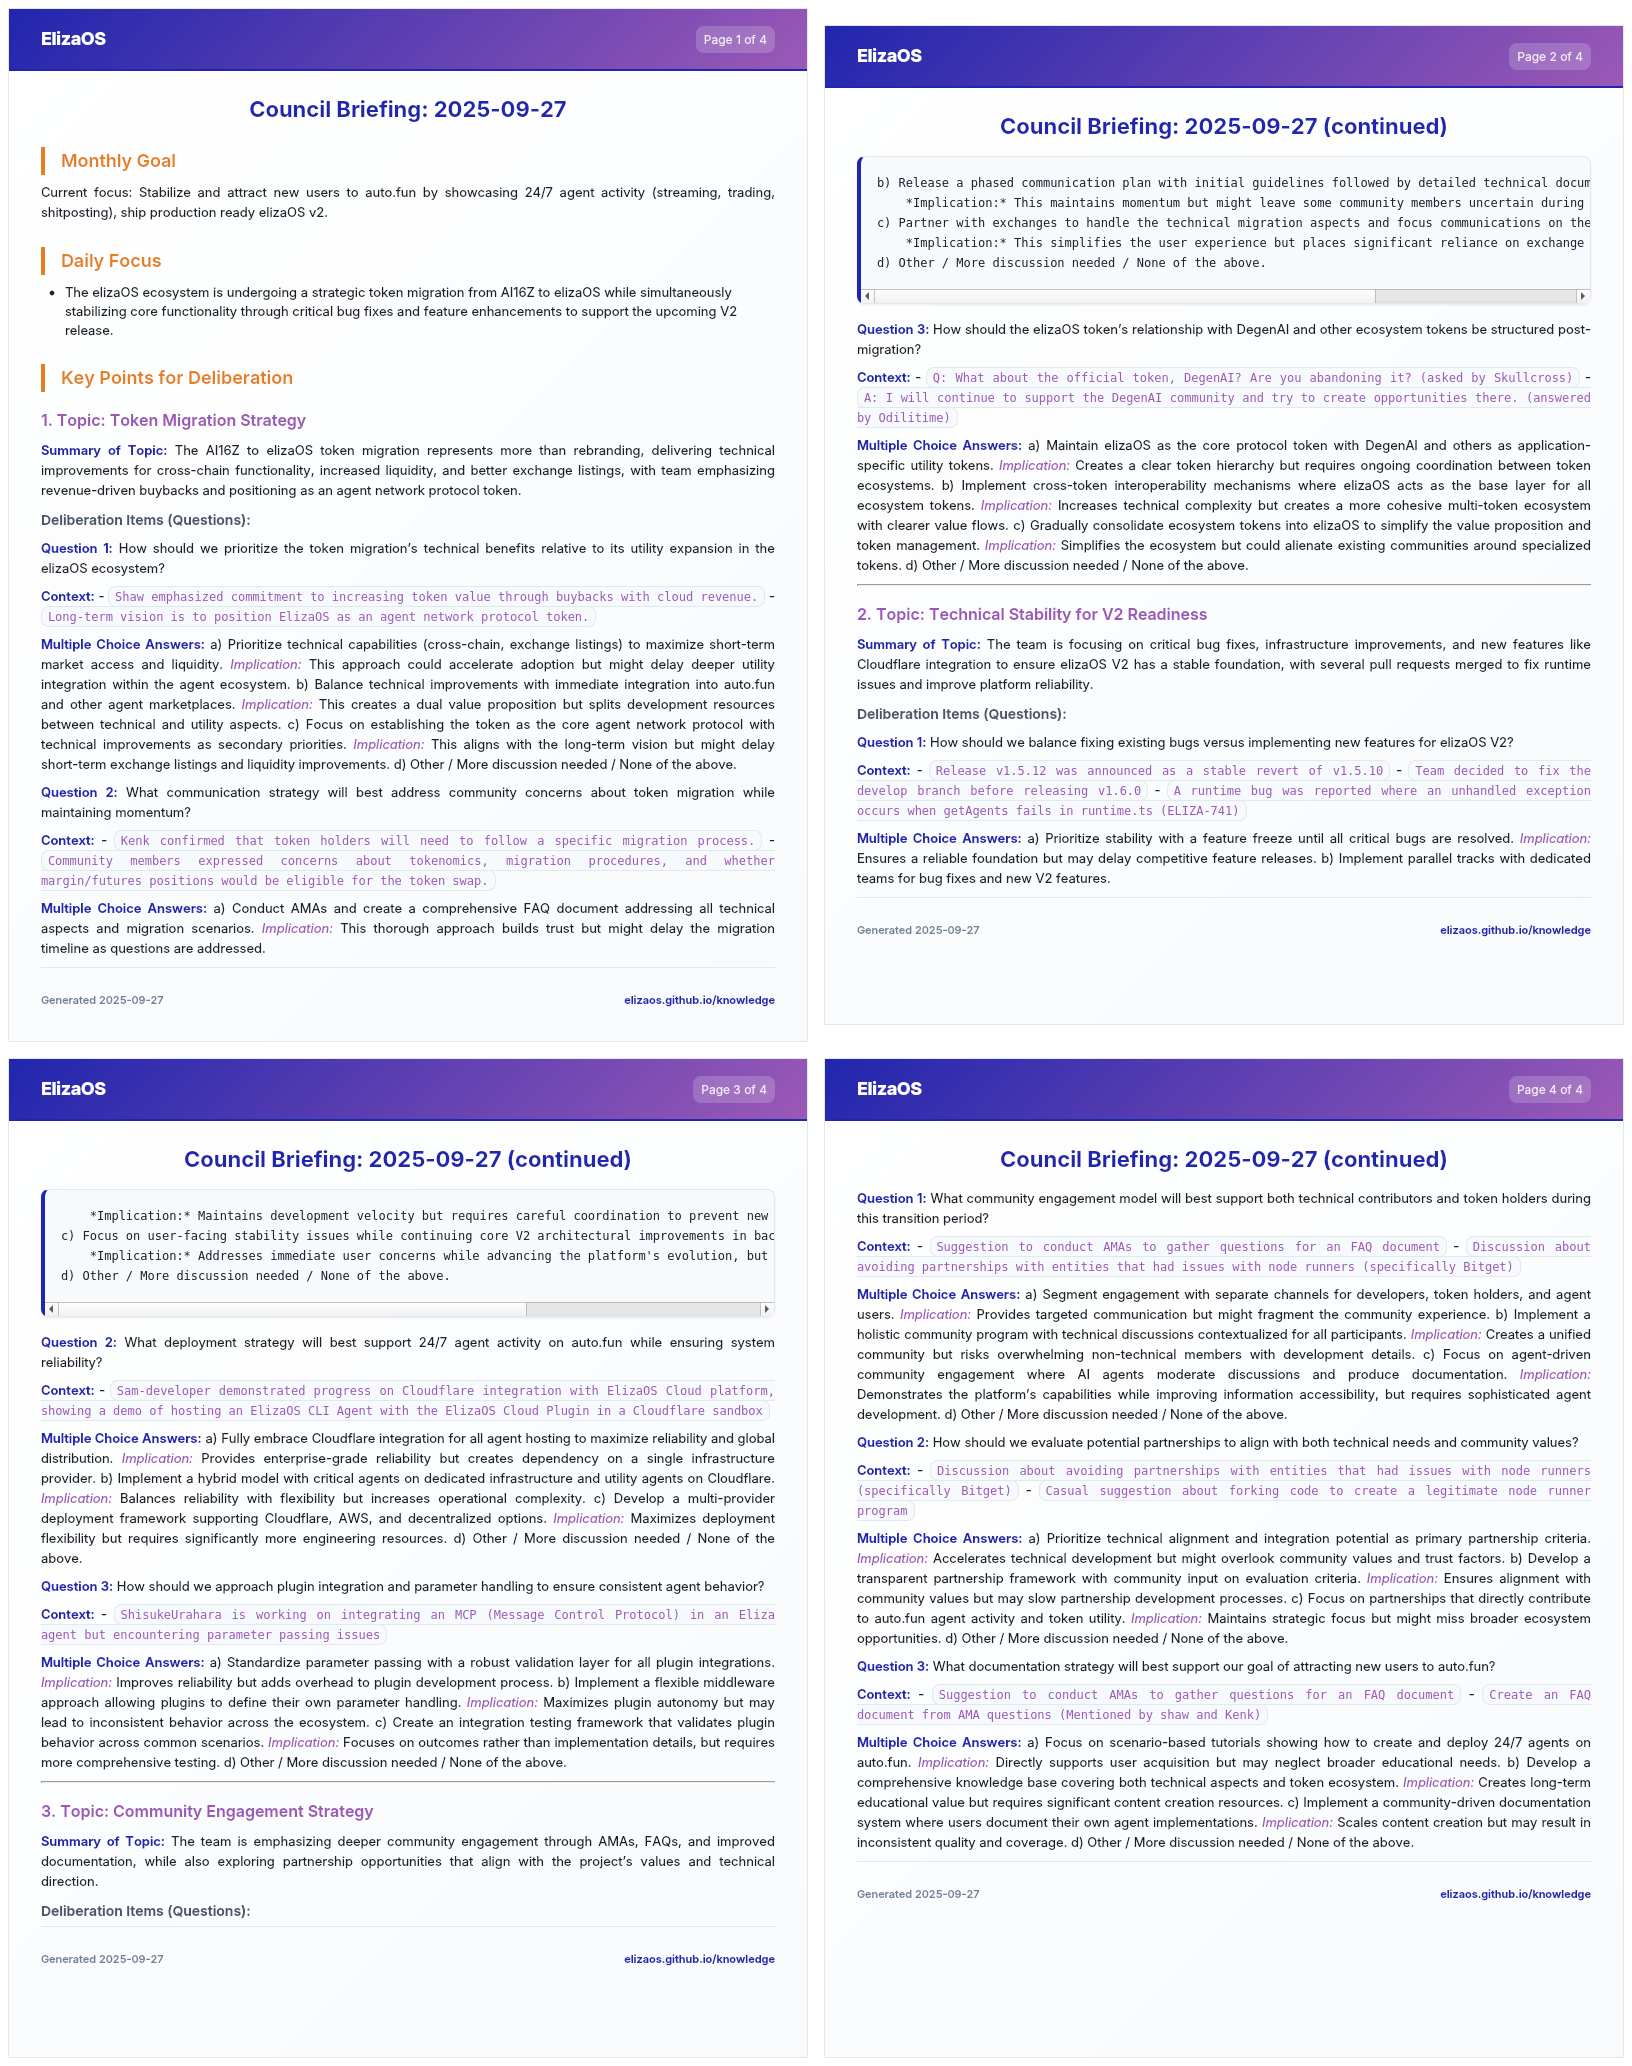 ElizaOS
Page 1 of 4
Council Briefing: 2025-09-27
Monthly Goal
Current focus: Stabilize and attract new users to auto.fun by showcasing 24/7 agent activity (streaming, trading,
shitposting), ship production ready elizaOS v2.
Daily Focus
• The elizaOS ecosystem is undergoing a strategic token migration from AI16Z to elizaOS while simultaneously
stabilizing core functionality through critical bug fixes and feature enhancements to support the upcoming V2
release.
Key Points for Deliberation
1. Topic: Token Migration Strategy
Summary of Topic: The AI16Z to elizaOS token migration represents more than rebranding, delivering technical
improvements for cross-chain functionality, increased liquidity, and better exchange listings, with team emphasizing
revenue-driven buybacks and positioning as an agent network protocol token.
Deliberation Items (Questions):
Question 1: How should we prioritize the token migration’s technical benefits relative to its utility expansion in the
elizaOS ecosystem?
Context: - Shaw emphasized commitment to increasing token value through buybacks with cloud revenue. -
Long-term vision is to position ElizaOS as an agent network protocol token.
Multiple Choice Answers: a) Prioritize technical capabilities (cross-chain, exchange listings) to maximize short-term
market access and liquidity. Implication: This approach could accelerate adoption but might delay deeper utility
integration within the agent ecosystem. b) Balance technical improvements with immediate integration into auto.fun
and other agent marketplaces. Implication: This creates a dual value proposition but splits development resources
between technical and utility aspects. c) Focus on establishing the token as the core agent network protocol with
technical improvements as secondary priorities. Implication: This aligns with the long-term vision but might delay
short-term exchange listings and liquidity improvements. d) Other / More discussion needed / None of the above.
Question 2: What communication strategy will best address community concerns about token migration while
maintaining momentum?
Context: - Kenk confirmed that token holders will need to follow a specific migration process. -
Community members expressed concerns about tokenomics, migration procedures, and whether
margin/futures positions would be eligible for the token swap.
Multiple Choice Answers: a) Conduct AMAs and create a comprehensive FAQ document addressing all technical
aspects and migration scenarios. Implication: This thorough approach builds trust but might delay the migration
timeline as questions are addressed.
Generated 2025-09-27
elizaos.github.io/knowledge
ElizaOS
Page 2 of 4
Council Briefing: 2025-09-27 (continued)
b) Release a phased communication plan with initial guidelines followed by detailed technical docum
*Implication:* This maintains momentum but might leave some community members uncertain during
c) Partner with exchanges to handle the technical migration aspects and focus communications on the
*Implication:* This simplifies the user experience but places significant reliance on exchange
d) Other / More discussion needed / None of the above.
Question 3: How should the elizaOS token’s relationship with DegenAI and other ecosystem tokens be structured post-
migration?
Context: - Q: What about the official token, DegenAI? Are you abandoning it? (asked by Skullcross) -
A: I will continue to support the DegenAI community and try to create opportunities there. (answered
by Odilitime)
Multiple Choice Answers: a) Maintain elizaOS as the core protocol token with DegenAI and others as application-
specific utility tokens. Implication: Creates a clear token hierarchy but requires ongoing coordination between token
ecosystems. b) Implement cross-token interoperability mechanisms where elizaOS acts as the base layer for all
ecosystem tokens. Implication: Increases technical complexity but creates a more cohesive multi-token ecosystem
with clearer value flows. c) Gradually consolidate ecosystem tokens into elizaOS to simplify the value proposition and
token management. Implication: Simplifies the ecosystem but could alienate existing communities around specialized
tokens. d) Other / More discussion needed / None of the above.
2. Topic: Technical Stability for V2 Readiness
Summary of Topic: The team is focusing on critical bug fixes, infrastructure improvements, and new features like
Cloudflare integration to ensure elizaOS V2 has a stable foundation, with several pull requests merged to fix runtime
issues and improve platform reliability.
Deliberation Items (Questions):
Question 1: How should we balance fixing existing bugs versus implementing new features for elizaOS V2?
Context: - Release v1.5.12 was announced as a stable revert of v1.5.10 - Team decided to fix the
develop branch before releasing v1.6.0 - A runtime bug was reported where an unhandled exception
occurs when getAgents fails in runtime.ts (ELIZA-741)
Multiple Choice Answers: a) Prioritize stability with a feature freeze until all critical bugs are resolved. Implication:
Ensures a reliable foundation but may delay competitive feature releases. b) Implement parallel tracks with dedicated
teams for bug fixes and new V2 features.
Generated 2025-09-27
elizaos.github.io/knowledge
ElizaOS
Page 3 of 4
Council Briefing: 2025-09-27 (continued)
*Implication:* Maintains development velocity but requires careful coordination to prevent new
c) Focus on user-facing stability issues while continuing core V2 architectural improvements in bac
*Implication:* Addresses immediate user concerns while advancing the platform's evolution, but
d) Other / More discussion needed / None of the above.
Question 2: What deployment strategy will best support 24/7 agent activity on auto.fun while ensuring system
reliability?
Context: - Sam-developer demonstrated progress on Cloudflare integration with ElizaOS Cloud platform,
showing a demo of hosting an ElizaOS CLI Agent with the ElizaOS Cloud Plugin in a Cloudflare sandbox
Multiple Choice Answers: a) Fully embrace Cloudflare integration for all agent hosting to maximize reliability and global
distribution. Implication: Provides enterprise-grade reliability but creates dependency on a single infrastructure
provider. b) Implement a hybrid model with critical agents on dedicated infrastructure and utility agents on Cloudflare.
Implication: Balances reliability with flexibility but increases operational complexity. c) Develop a multi-provider
deployment framework supporting Cloudflare, AWS, and decentralized options. Implication: Maximizes deployment
flexibility but requires significantly more engineering resources. d) Other / More discussion needed / None of the
above.
Question 3: How should we approach plugin integration and parameter handling to ensure consistent agent behavior?
Context: - ShisukeUrahara is working on integrating an MCP (Message Control Protocol) in an Eliza
agent but encountering parameter passing issues
Multiple Choice Answers: a) Standardize parameter passing with a robust validation layer for all plugin integrations.
Implication: Improves reliability but adds overhead to plugin development process. b) Implement a flexible middleware
approach allowing plugins to define their own parameter handling. Implication: Maximizes plugin autonomy but may
lead to inconsistent behavior across the ecosystem. c) Create an integration testing framework that validates plugin
behavior across common scenarios. Implication: Focuses on outcomes rather than implementation details, but requires
more comprehensive testing. d) Other / More discussion needed / None of the above.
3. Topic: Community Engagement Strategy
Summary of Topic: The team is emphasizing deeper community engagement through AMAs, FAQs, and improved
documentation, while also exploring partnership opportunities that align with the project’s values and technical
direction.
Deliberation Items (Questions):
Generated 2025-09-27
elizaos.github.io/knowledge
ElizaOS
Page 4 of 4
Council Briefing: 2025-09-27 (continued)
Question 1: What community engagement model will best support both technical contributors and token holders during
this transition period?
Context: - Suggestion to conduct AMAs to gather questions for an FAQ document - Discussion about
avoiding partnerships with entities that had issues with node runners (specifically Bitget)
Multiple Choice Answers: a) Segment engagement with separate channels for developers, token holders, and agent
users. Implication: Provides targeted communication but might fragment the community experience. b) Implement a
holistic community program with technical discussions contextualized for all participants. Implication: Creates a unified
community but risks overwhelming non-technical members with development details. c) Focus on agent-driven
community engagement where AI agents moderate discussions and produce documentation. Implication:
Demonstrates the platform’s capabilities while improving information accessibility, but requires sophisticated agent
development. d) Other / More discussion needed / None of the above.
Question 2: How should we evaluate potential partnerships to align with both technical needs and community values?
Context: - Discussion about avoiding partnerships with entities that had issues with node runners
(specifically Bitget) - Casual suggestion about forking code to create a legitimate node runner
program
Multiple Choice Answers: a) Prioritize technical alignment and integration potential as primary partnership criteria.
Implication: Accelerates technical development but might overlook community values and trust factors. b) Develop a
transparent partnership framework with community input on evaluation criteria. Implication: Ensures alignment with
community values but may slow partnership development processes. c) Focus on partnerships that directly contribute
to auto.fun agent activity and token utility. Implication: Maintains strategic focus but might miss broader ecosystem
opportunities. d) Other / More discussion needed / None of the above.
Question 3: What documentation strategy will best support our goal of attracting new users to auto.fun?
Context: - Suggestion to conduct AMAs to gather questions for an FAQ document - Create an FAQ
document from AMA questions (Mentioned by shaw and Kenk)
Multiple Choice Answers: a) Focus on scenario-based tutorials showing how to create and deploy 24/7 agents on
auto.fun. Implication: Directly supports user acquisition but may neglect broader educational needs. b) Develop a
comprehensive knowledge base covering both technical aspects and token ecosystem. Implication: Creates long-term
educational value but requires significant content creation resources. c) Implement a community-driven documentation
system where users document their own agent implementations. Implication: Scales content creation but may result in
inconsistent quality and coverage. d) Other / More discussion needed / None of the above.
Generated 2025-09-27
elizaos.github.io/knowledge